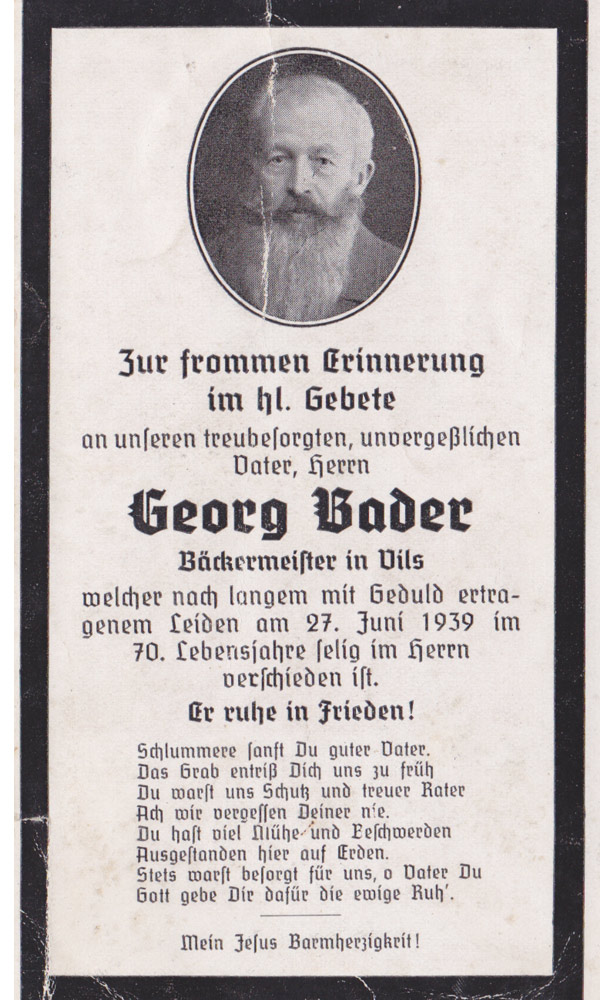 Zur frommen Erinnerung
im hl. Gebete
an unseren treubesorgten, unvergeßlichen
Vater, Herrn
Georg Bader
Bäckermeister in Vils
welcher nach langem mit Geduld ertra-
genem Leiden am 27. Juni 1939 im
70. Lebensjahre selig im Herrn
verschieden ist.
Er ruhe in Frieden!
Schlummere sanft Du guter Vater.
Das Grab entriß Dich uns zu früh
Du warst uns Schutz und treuer Rater
Ach wir vergessen Deiner nie.
Du hast viel Mühe und Beschwerden
Ausgestanden hier auf Erden.
Stets warst besorgt für uns, o Vater Du
Gott gebe Dir dafür die ewige Ruh'.
Mein Jesus Barmherzigkeit!